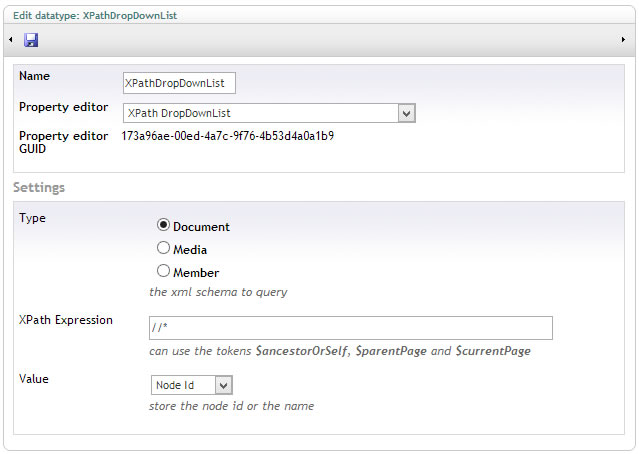 Edit datatype: XPathDropDownList
Name
XPathDropDownList
Property editor
XPath DropDownList
Property editor
GUID
173a96ae-00ed-4a7c-9f76-4b53d4a0a1b9
Settings
Type
Document
Media
Member
the xml schema to query
XPath Expression
//*
can use the tokens $ancestorOrSelf, $parentPage and $currentPage
Value
Node Id
store the node id or the name